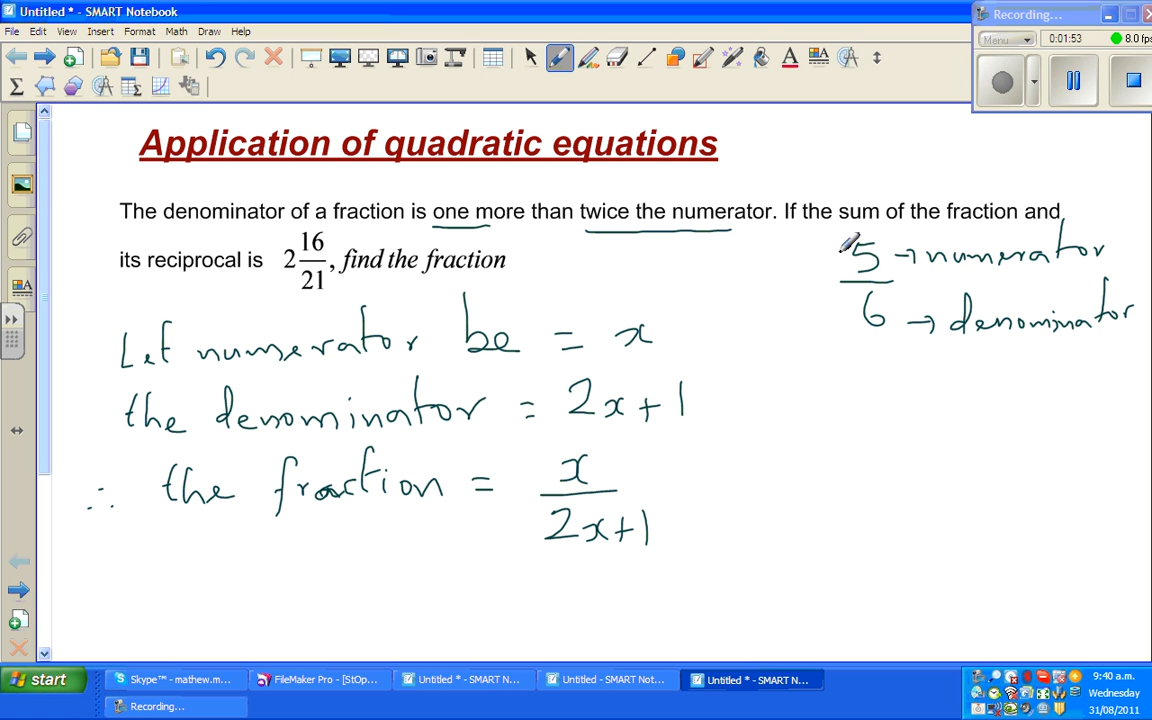 Untitled * - SMART Notebook
File Edit View Insert Format Math Draw Help
Recording...
Menu 0:01:53 8.0 fps
Application of quadratic equations
The denominator of a fraction is one more than twice the numerator. If the sum of the fraction and
its reciprocal is 2 16/21, find the fraction
5 → numerator
6 → denominator
Let numerator be = x
the denominator = 2x+1
∴ the fraction = x/2x+1
start
Skype™ - mathew.m...
FileMaker Pro - [StOp...
Untitled * - SMART N...
Untitled - SMART Not...
Untitled * - SMART N...
Recording...
9:40 a.m.
Wednesday
31/08/2011